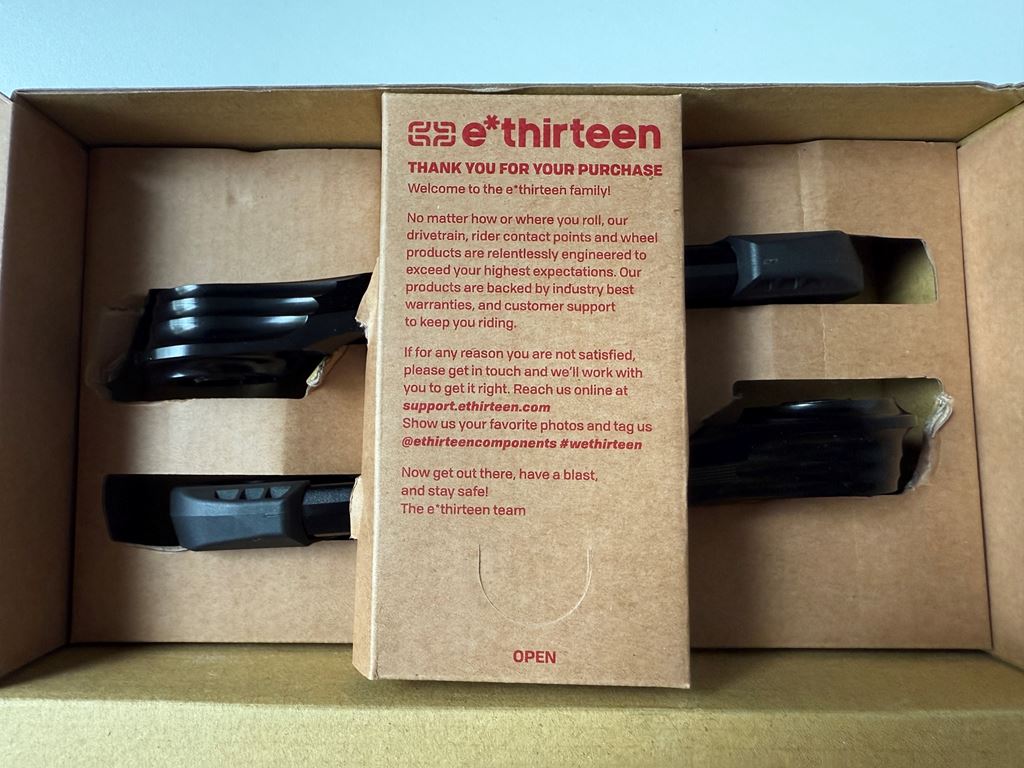 e*thirteen
THANK YOU FOR YOUR PURCHASE
Welcome to the e*thirteen family!
No matter how or where you roll, our
drivetrain, rider contact points and wheel
products are relentlessly engineered to
exceed your highest expectations. Our
products are backed by industry best
warranties, and customer support
to keep you riding.
If for any reason you are not satisfied,
please get in touch and we'll work with
you to get it right. Reach us online at
support.ethirteen.com
Show us your favorite photos and tag us
@ethirteencomponents #wethirteen
Now get out there, have a blast,
and stay safe!
The e*thirteen team
OPEN